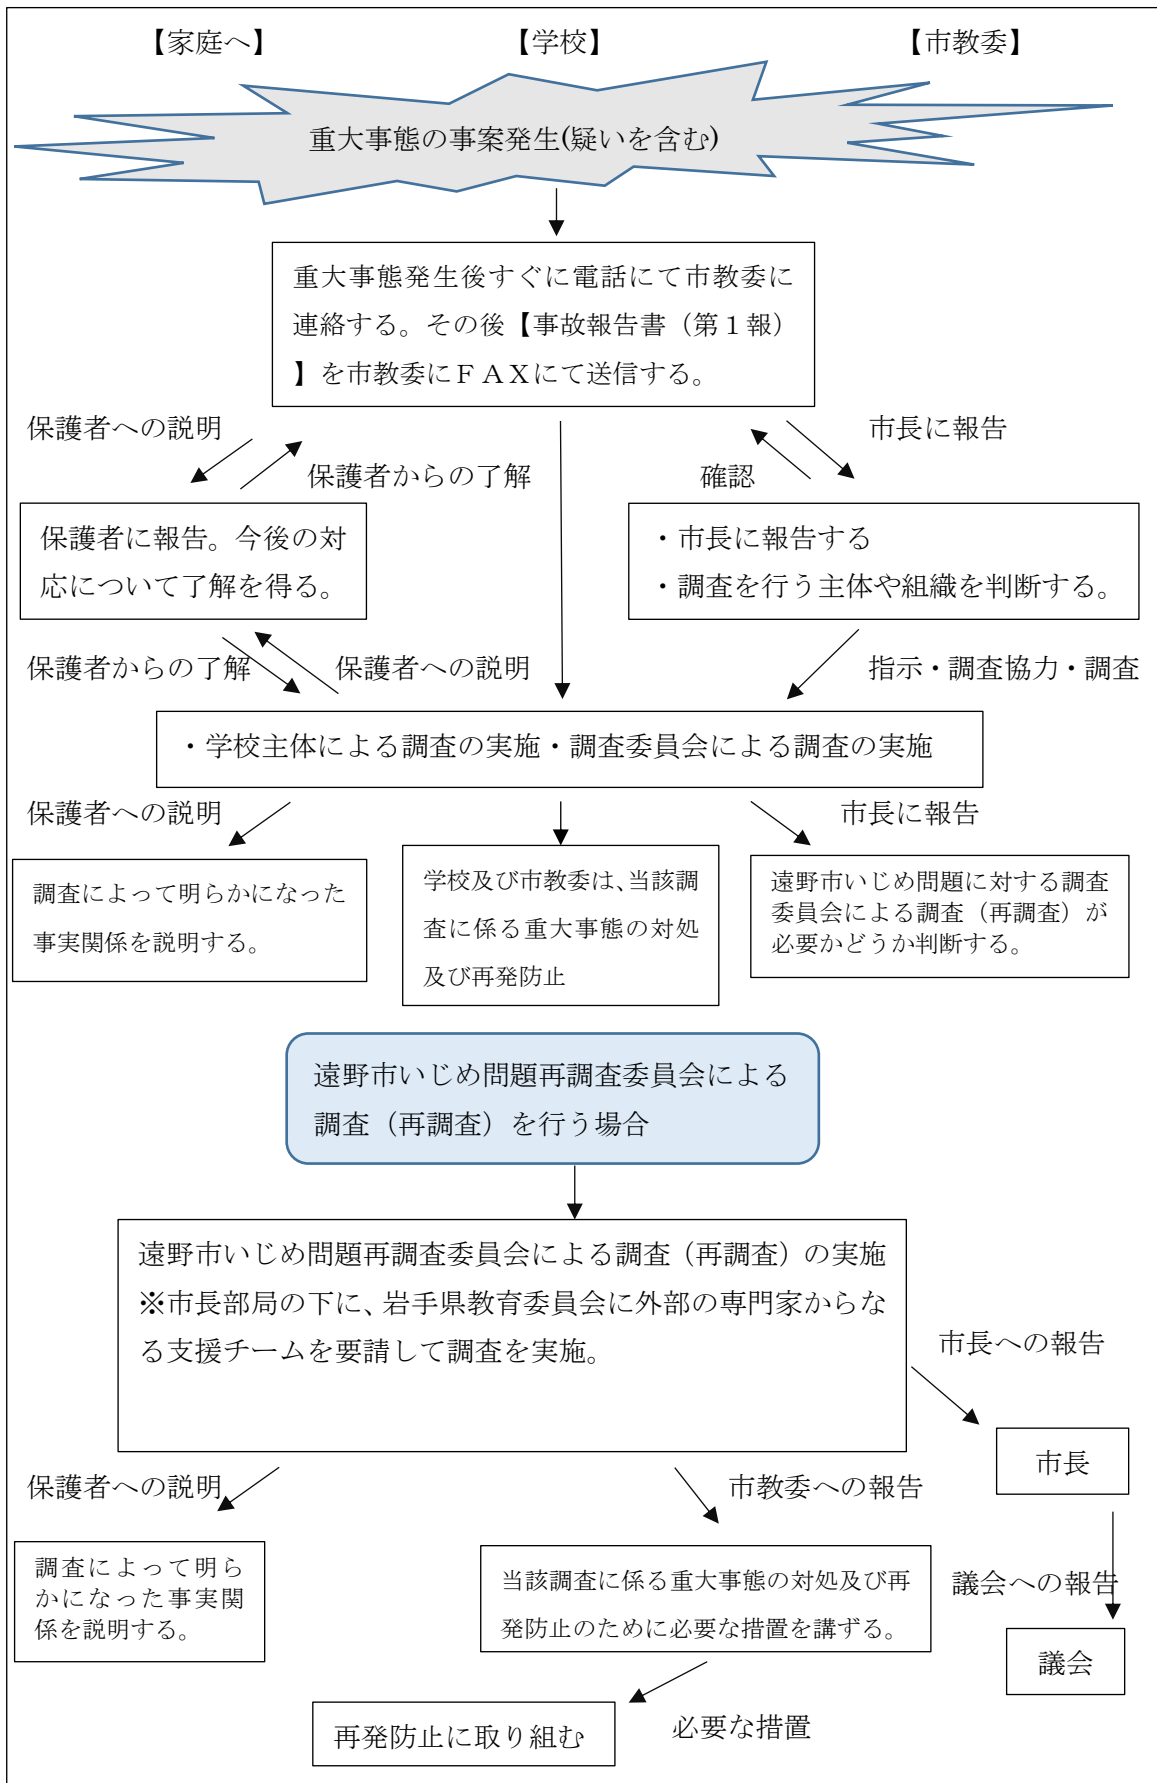 【家庭へ】
【学校】
【市教委】
重大事態の事案発生(疑いを含む)
重大事態発生後すぐに電話にて市教委に
連絡する。その後【事故報告書（第１報）
】を市教委にＦＡＸにて送信する。
保護者への説明
保護者からの了解
確認
市長に報告
保護者に報告。今後の対
応について了解を得る。
・市長に報告する
・調査を行う主体や組織を判断する。
保護者からの了解
保護者への説明
指示・調査協力・調査
・学校主体による調査の実施・調査委員会による調査の実施
保護者への説明
市長に報告
調査によって明らかになった
事実関係を説明する。
学校及び市教委は、当該調
査に係る重大事態の対処
及び再発防止
遠野市いじめ問題に対する調査
委員会による調査（再調査）が
必要かどうか判断する。
遠野市いじめ問題再調査委員会による
調査（再調査）を行う場合
遠野市いじめ問題再調査委員会による調査（再調査）の実施
※市長部局の下に、岩手県教育委員会に外部の専門家からな
る支援チームを要請して調査を実施。
市長への報告
市長
保護者への説明
市教委への報告
調査によって明ら
かになった事実関
係を説明する。
当該調査に係る重大事態の対処及び再
発防止のために必要な措置を講ずる。
議会への報告
議会
再発防止に取り組む
必要な措置